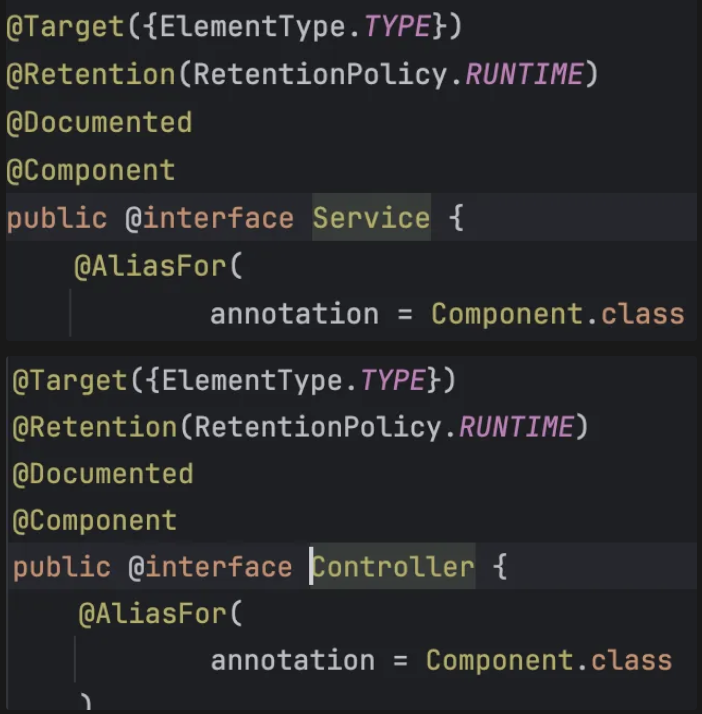 @Target({ElementType.TYPE})
@Retention(RetentionPolicy.RUNTIME)
@Documented
@Component
public @interface Service {
    @AliasFor(
            annotation = Component.class
@Target({ElementType.TYPE})
@Retention(RetentionPolicy.RUNTIME)
@Documented
@Component
public @interface Controller {
    @AliasFor(
            annotation = Component.class
    )